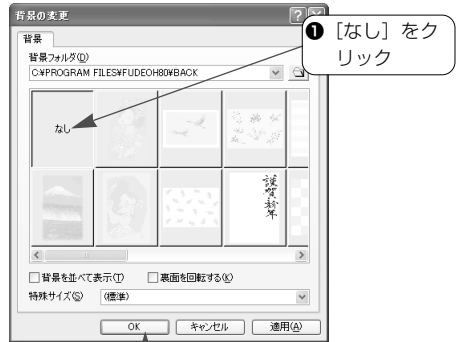 背景の変更
背景
背景フォルダ(D)
C:¥PROGRAM FILES¥FUDEOH80¥BACK
なし
謹賀新年
背景を並べて表示(T)
裏面を回転する(K)
特殊サイズ(S) (標準)
OK キャンセル 適用(A)
❶ [なし] をク
リック